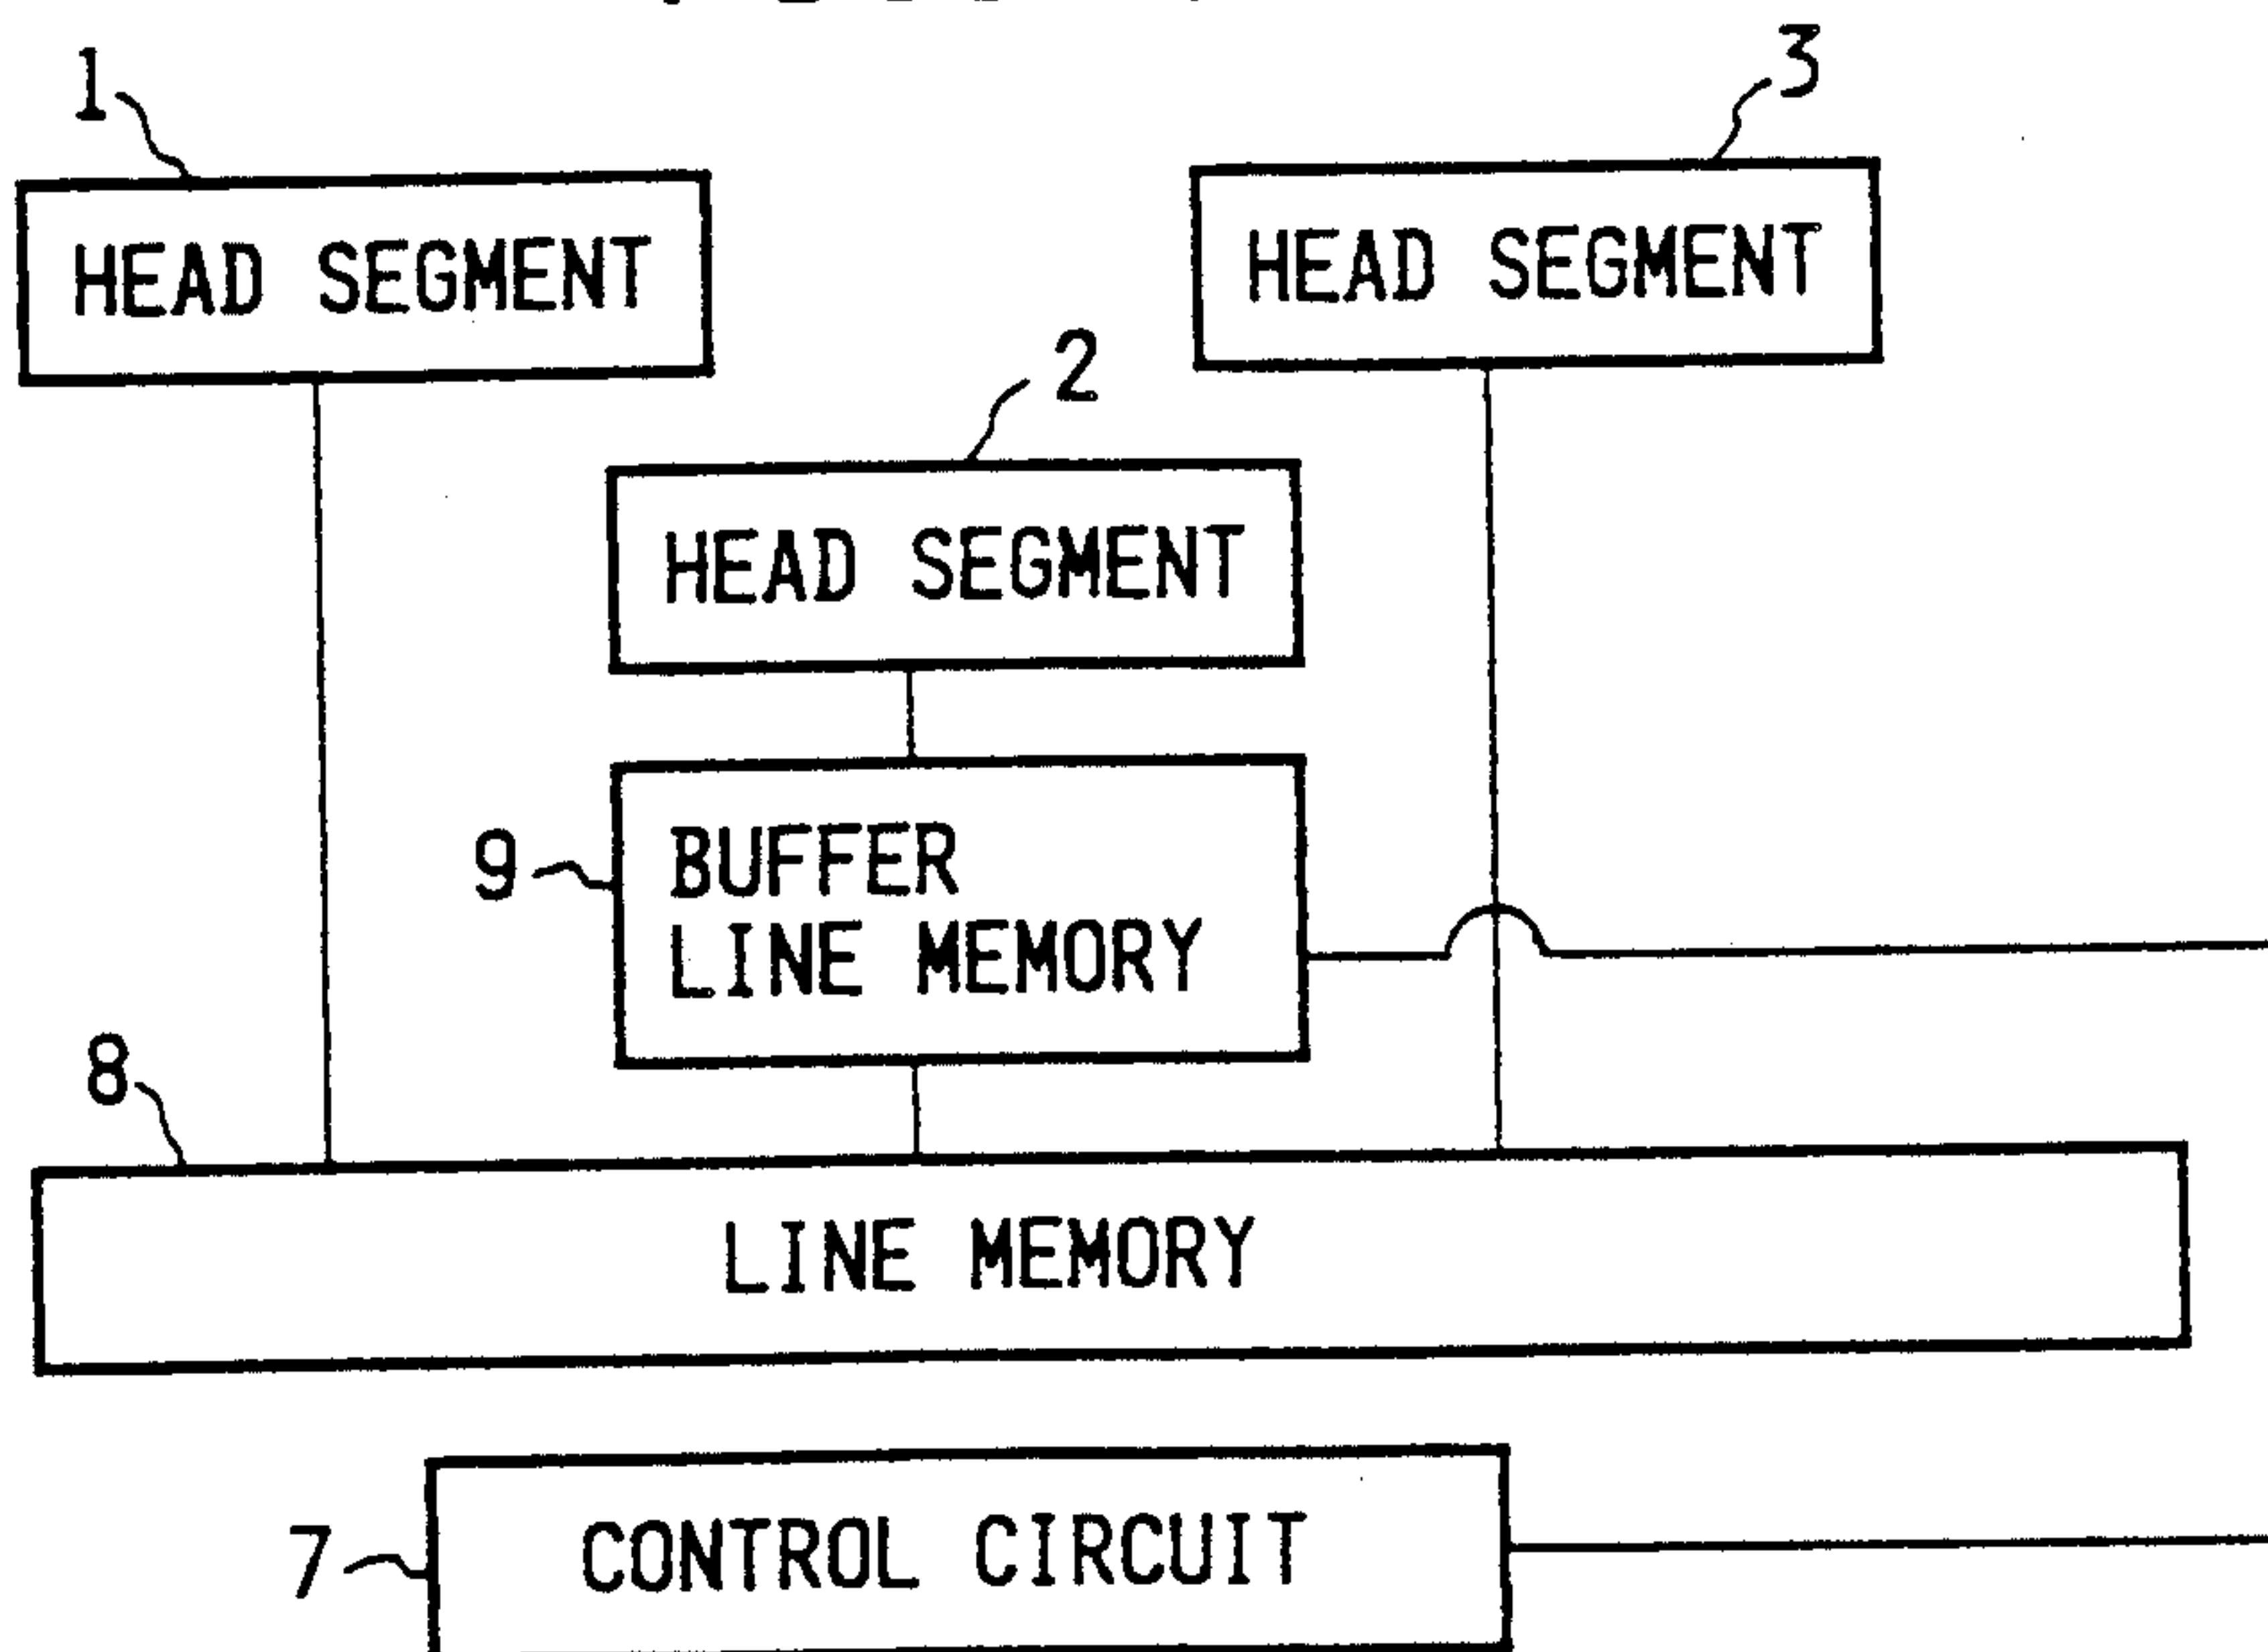 1
3
HEAD SEGMENT
HEAD SEGMENT
2
HEAD SEGMENT
9
BUFFER
LINE MEMORY
8
LINE MEMORY
7
CONTROL CIRCUIT